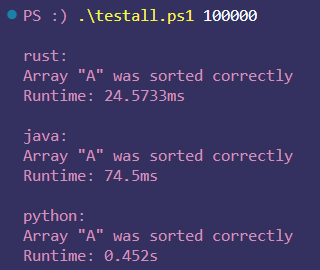 PS :) .\testall.ps1 100000
rust:
Array "A" was sorted correctly
Runtime: 24.5733ms
java:
Array "A" was sorted correctly
Runtime: 74.5ms
python:
Array "A" was sorted correctly
Runtime: 0.452s